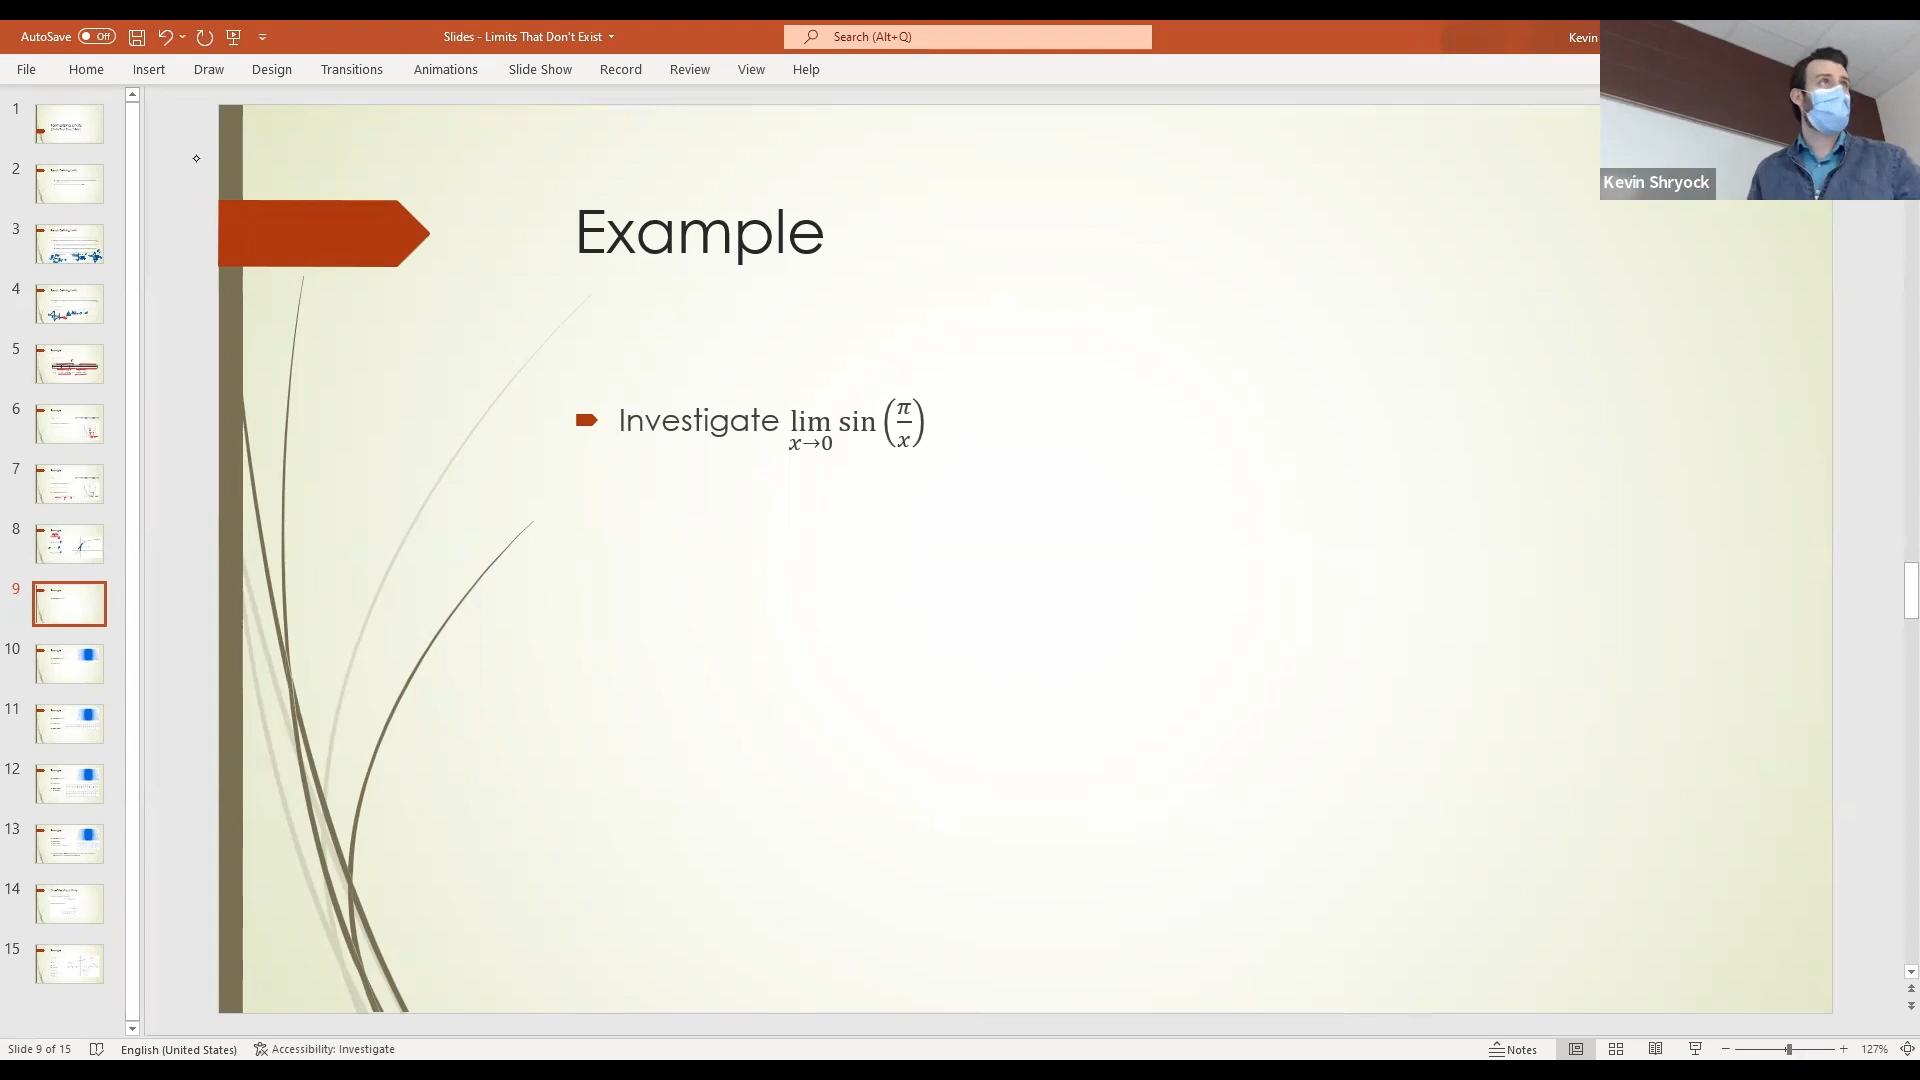 AutoSave Off Slides - Limits That Don't Exist Search (Alt+Q) Kevin
File Home Insert Draw Design Transitions Animations Slide Show Record Review View Help
Kevin Shryock
1
2
3
4
5
6
7
8
9
10
11
12
13
14
15
Example
Investigate lim x→0 sin (π/x)
Slide 9 of 15 English (United States) Accessibility: Investigate Notes 127%